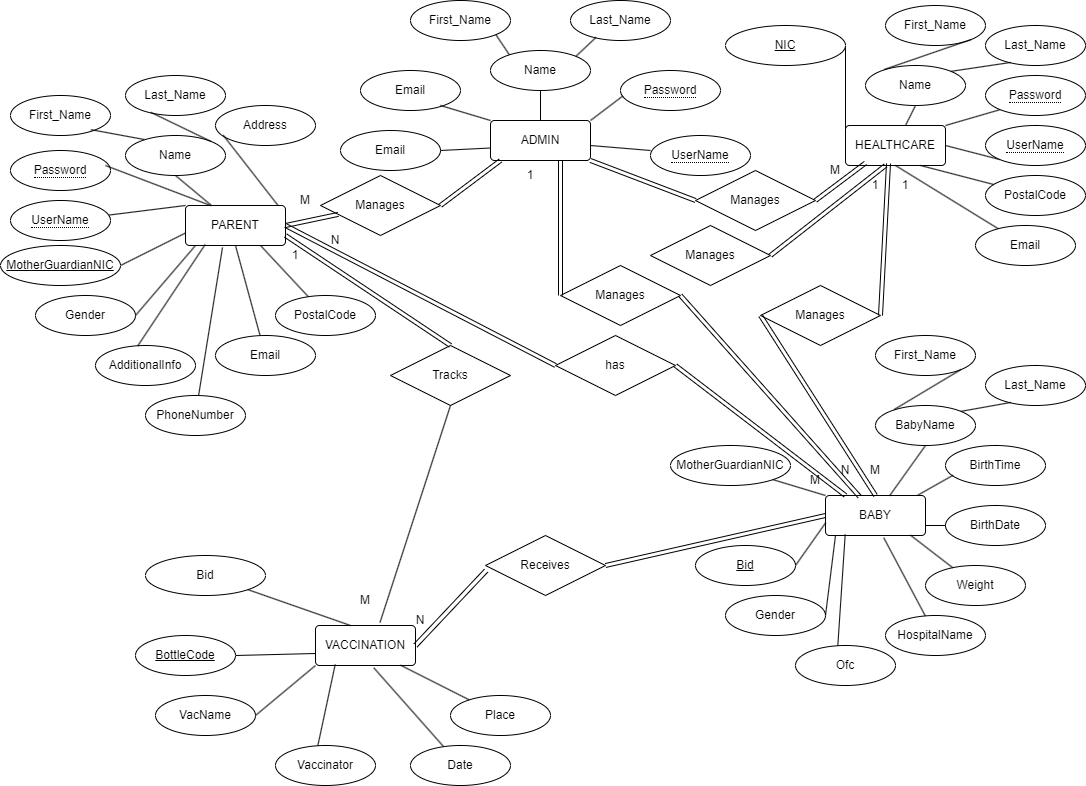 First_Name
Last_Name
Name
Email
Password
ADMIN
Email
UserName
1
NIC
First_Name
Last_Name
Name
Password
HEALTHCARE
UserName
PostalCode
Email
M
1
1
First_Name
Last_Name
Address
Name
Password
UserName
PARENT
MotherGuardianNIC
Gender
AdditionalInfo
PhoneNumber
Email
PostalCode
M
N
1
Manages
Manages
Manages
Manages
Manages
has
Tracks
First_Name
Last_Name
BabyName
MotherGuardianNIC
BirthTime
M
N
M
BABY
BirthDate
Bid
Weight
Gender
HospitalName
Ofc
Receives
Bid
M
N
VACCINATION
BottleCode
VacName
Place
Vaccinator
Date